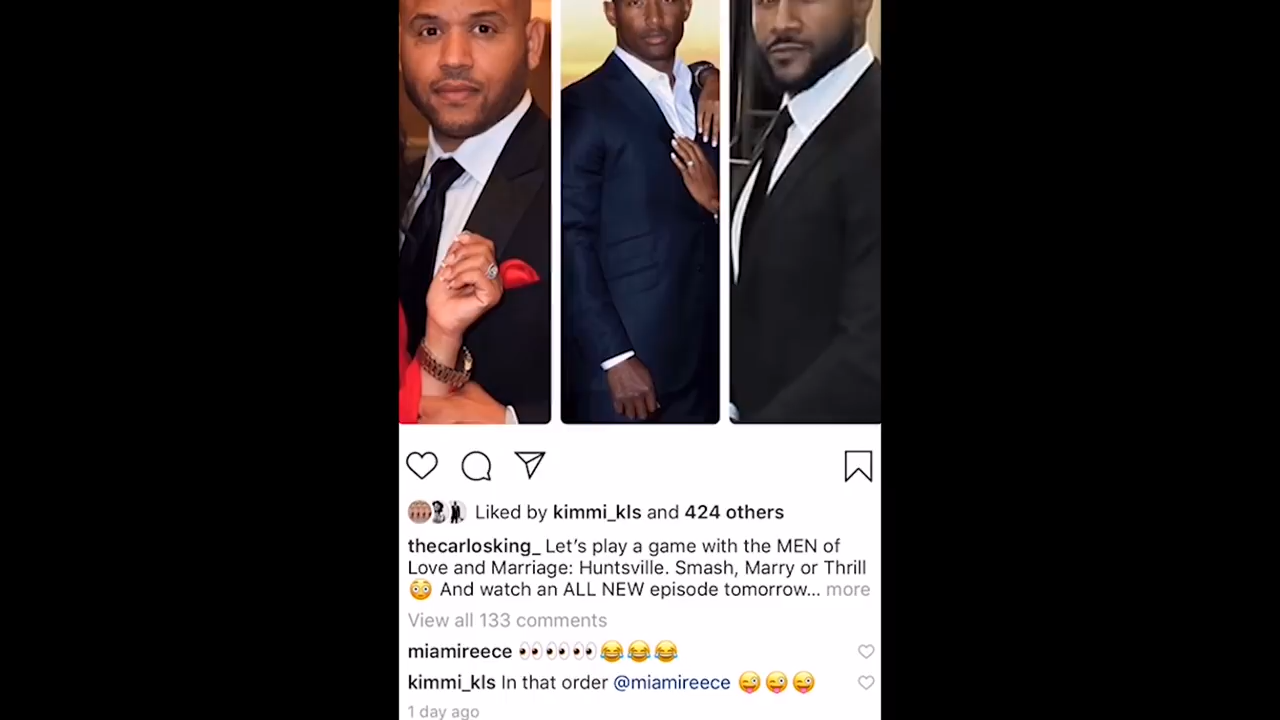 Liked by kimmi_kls and 424 others
thecarlosking_ Let’s play a game with the MEN of
Love and Marriage: Huntsville. Smash, Marry or Thrill
😳 And watch an ALL NEW episode tomorrow... more
View all 133 comments
miamireece 👀👀👀😂😂😂
kimmi_kls In that order @miamireece 😜😜😜
1 day ago